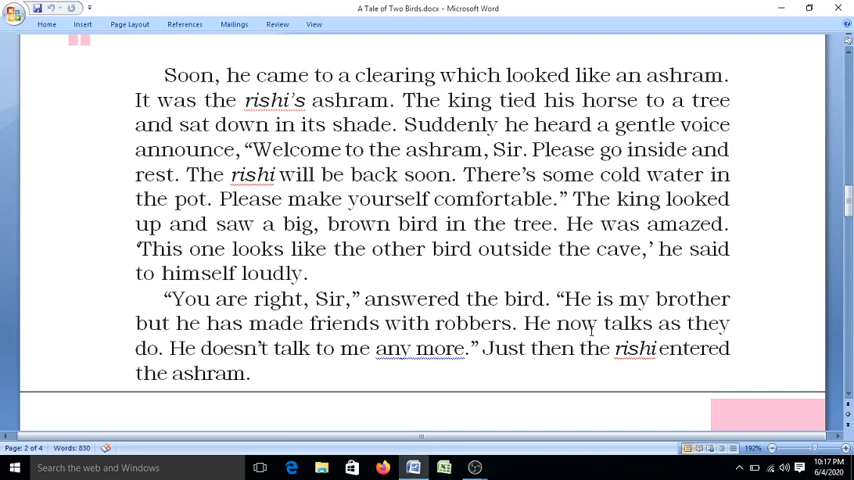 A Tale of Two Birds.docx - Microsoft Word
Home Insert Page Layout References Mailings Review View
Soon, he came to a clearing which looked like an ashram.
It was the rishi's ashram. The king tied his horse to a tree
and sat down in its shade. Suddenly he heard a gentle voice
announce, “Welcome to the ashram, Sir. Please go inside and
rest. The rishi will be back soon. There's some cold water in
the pot. Please make yourself comfortable.” The king looked
up and saw a big, brown bird in the tree. He was amazed.
‘This one looks like the other bird outside the cave,’ he said
to himself loudly.
“You are right, Sir,” answered the bird. “He is my brother
but he has made friends with robbers. He now talks as they
do. He doesn't talk to me any more.” Just then the rishi entered
the ashram.
Page: 2 of 4 Words: 830 192%
Search the web and Windows
10:17 PM
6/4/2020